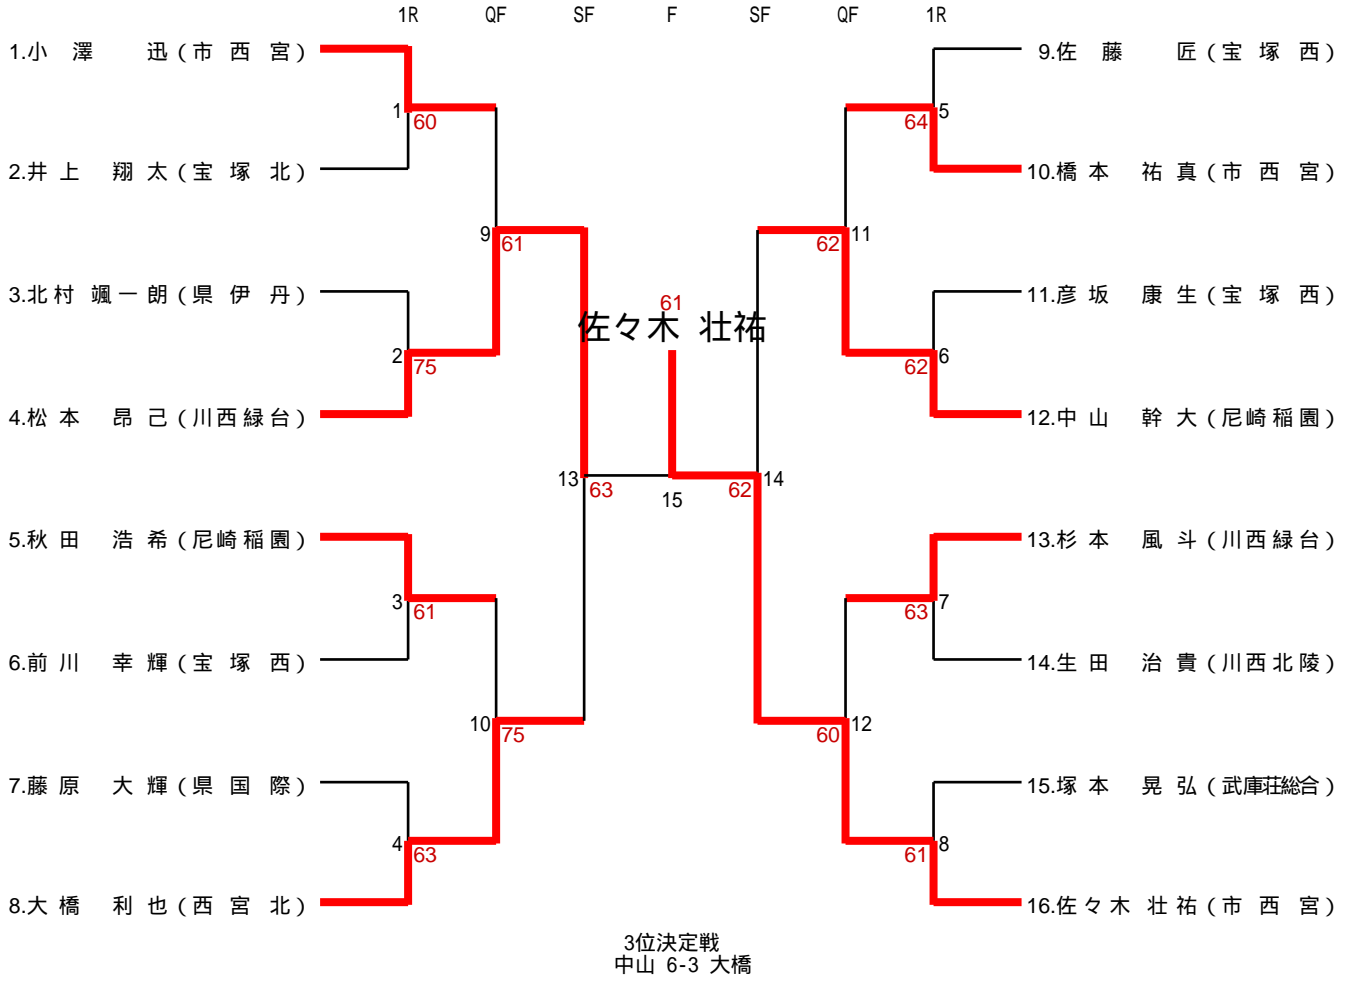 1R QF SF F SF QF 1R
1.小 澤 迅 ( 市 西 宮 )
9.佐 藤 匠 ( 宝 塚 西 )
1
60
64
5
2.井 上 翔 太 ( 宝 塚 北 )
10.橋 本 祐 真 ( 市 西 宮 )
9
61
62
11
3.北 村 颯 一 朗 ( 県 伊 丹 )
11.彦 坂 康 生 ( 宝 塚 西 )
61
佐々木 壮祐
2
75
62
6
4.松 本 昂 己 ( 川 西 緑 台 )
12.中 山 幹 大 ( 尼 崎 稲 園 )
13
63
15
62
14
5.秋 田 浩 希 ( 尼 崎 稲 園 )
13.杉 本 風 斗 ( 川 西 緑 台 )
3
61
63
7
6.前 川 幸 輝 ( 宝 塚 西 )
14.生 田 治 貴 ( 川 西 北 陵 )
10
75
60
12
7.藤 原 大 輝 ( 県 国 際 )
15.塚 本 晃 弘 ( 武庫荘総合 )
4
63
61
8
8.大 橋 利 也 ( 西 宮 北 )
16.佐 々 木 壮 祐 ( 市 西 宮 )
3位決定戦
中山 6-3 大橋